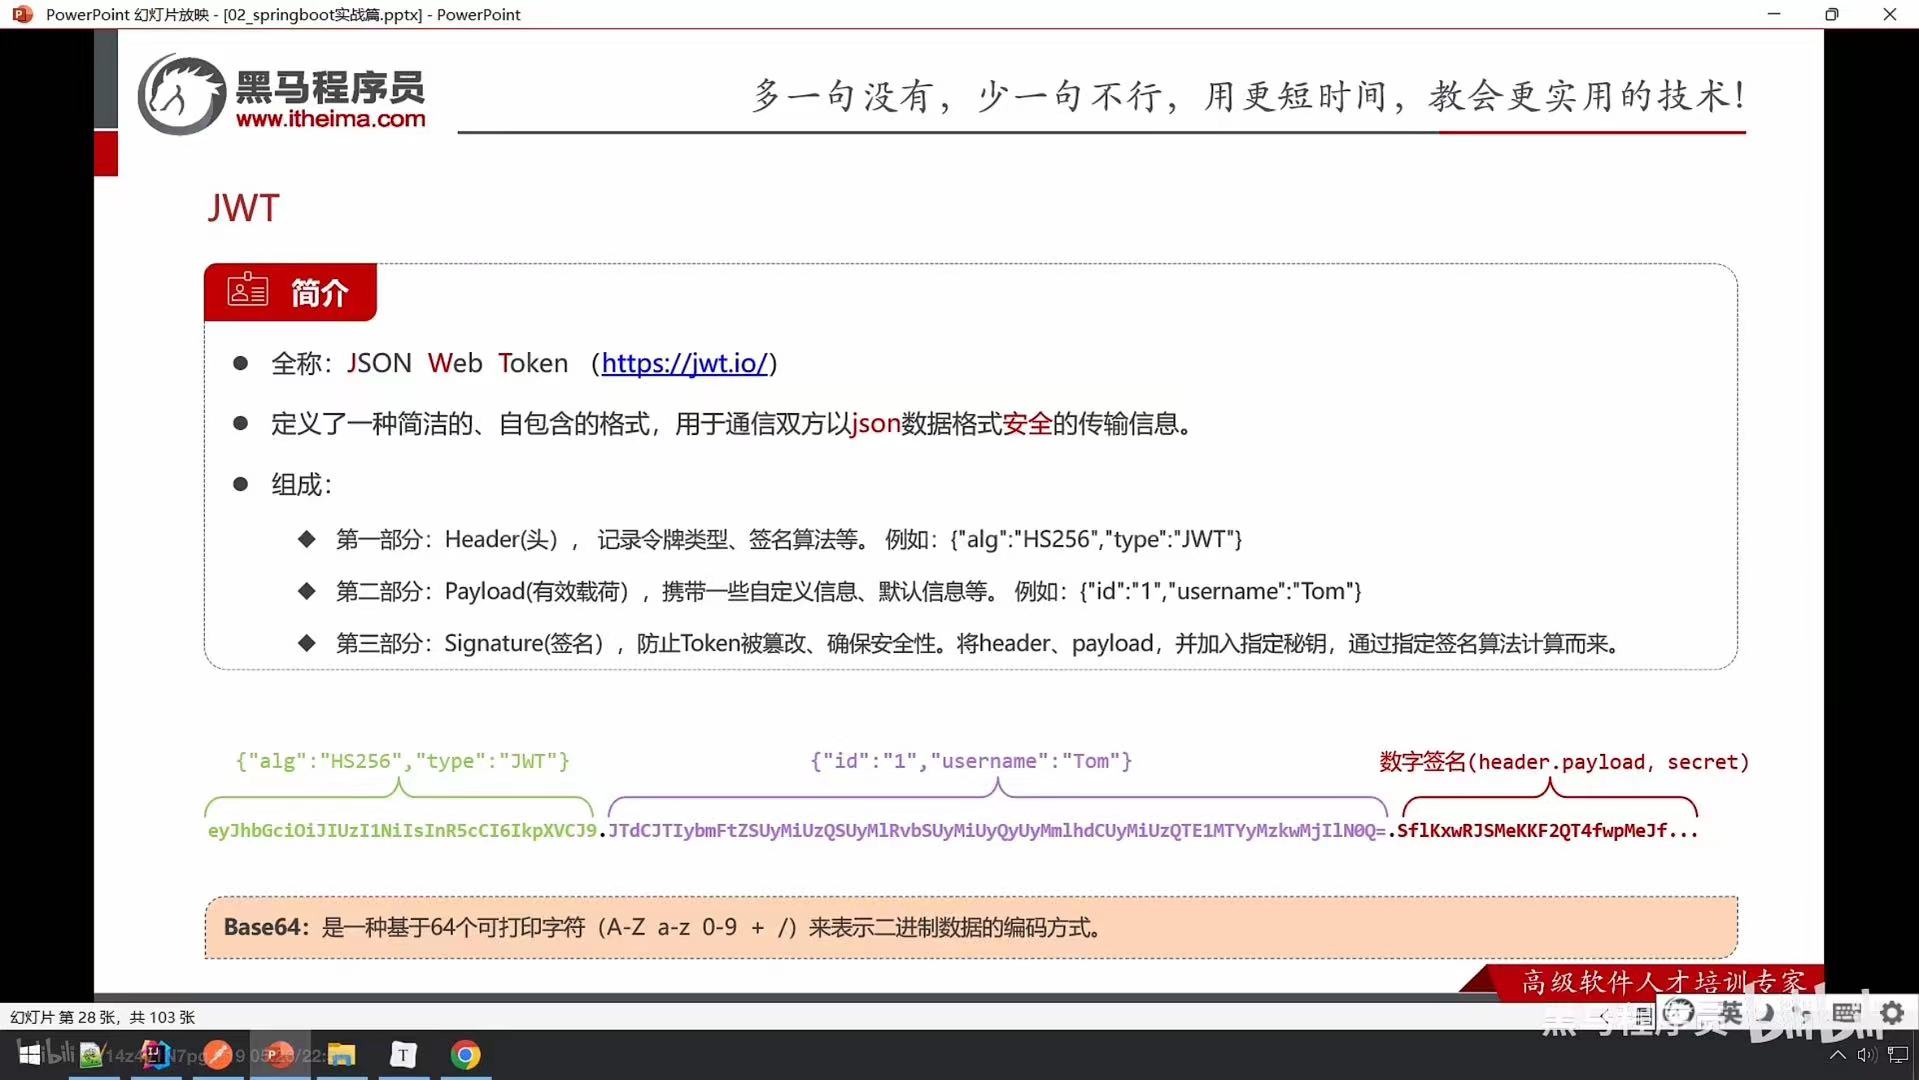 PowerPoint 幻灯片放映 - [02_springboot实战篇.pptx] - PowerPoint
黑马程序员
www.itheima.com
多一句没有，少一句不行，用更短时间，教会更实用的技术！
JWT
简介
全称：JSON Web Token （https://jwt.io/）
定义了一种简洁的、自包含的格式，用于通信双方以json数据格式安全的传输信息。
组成：
第一部分：Header(头），记录令牌类型、签名算法等。 例如：{"alg":"HS256","type":"JWT"}
第二部分：Payload(有效载荷），携带一些自定义信息、默认信息等。 例如：{"id":"1","username":"Tom"}
第三部分：Signature(签名），防止Token被篡改、确保安全性。将header、payload，并加入指定秘钥，通过指定签名算法计算而来。
{"alg":"HS256","type":"JWT"}
{"id":"1","username":"Tom"}
数字签名(header.payload, secret)
eyJhbGciOiJIUzI1NiIsInR5cCI6IkpXVCJ9.JTdCJTIybmFtZSUyMiUzQSUyMlRvbSUyMiUyQyUyMmlhdCUyMiUzQTE1MTYyMzkwMjIlN0Q=.SflKxwRJSMeKKF2QT4fwpMeJf...
Base64：是一种基于64个可打印字符（A-Z a-z 0-9 + /）来表示二进制数据的编码方式。
高级软件人才培训专家
幻灯片 第 28 张，共 103 张
英
黑马程序员
bilibili
bilibili